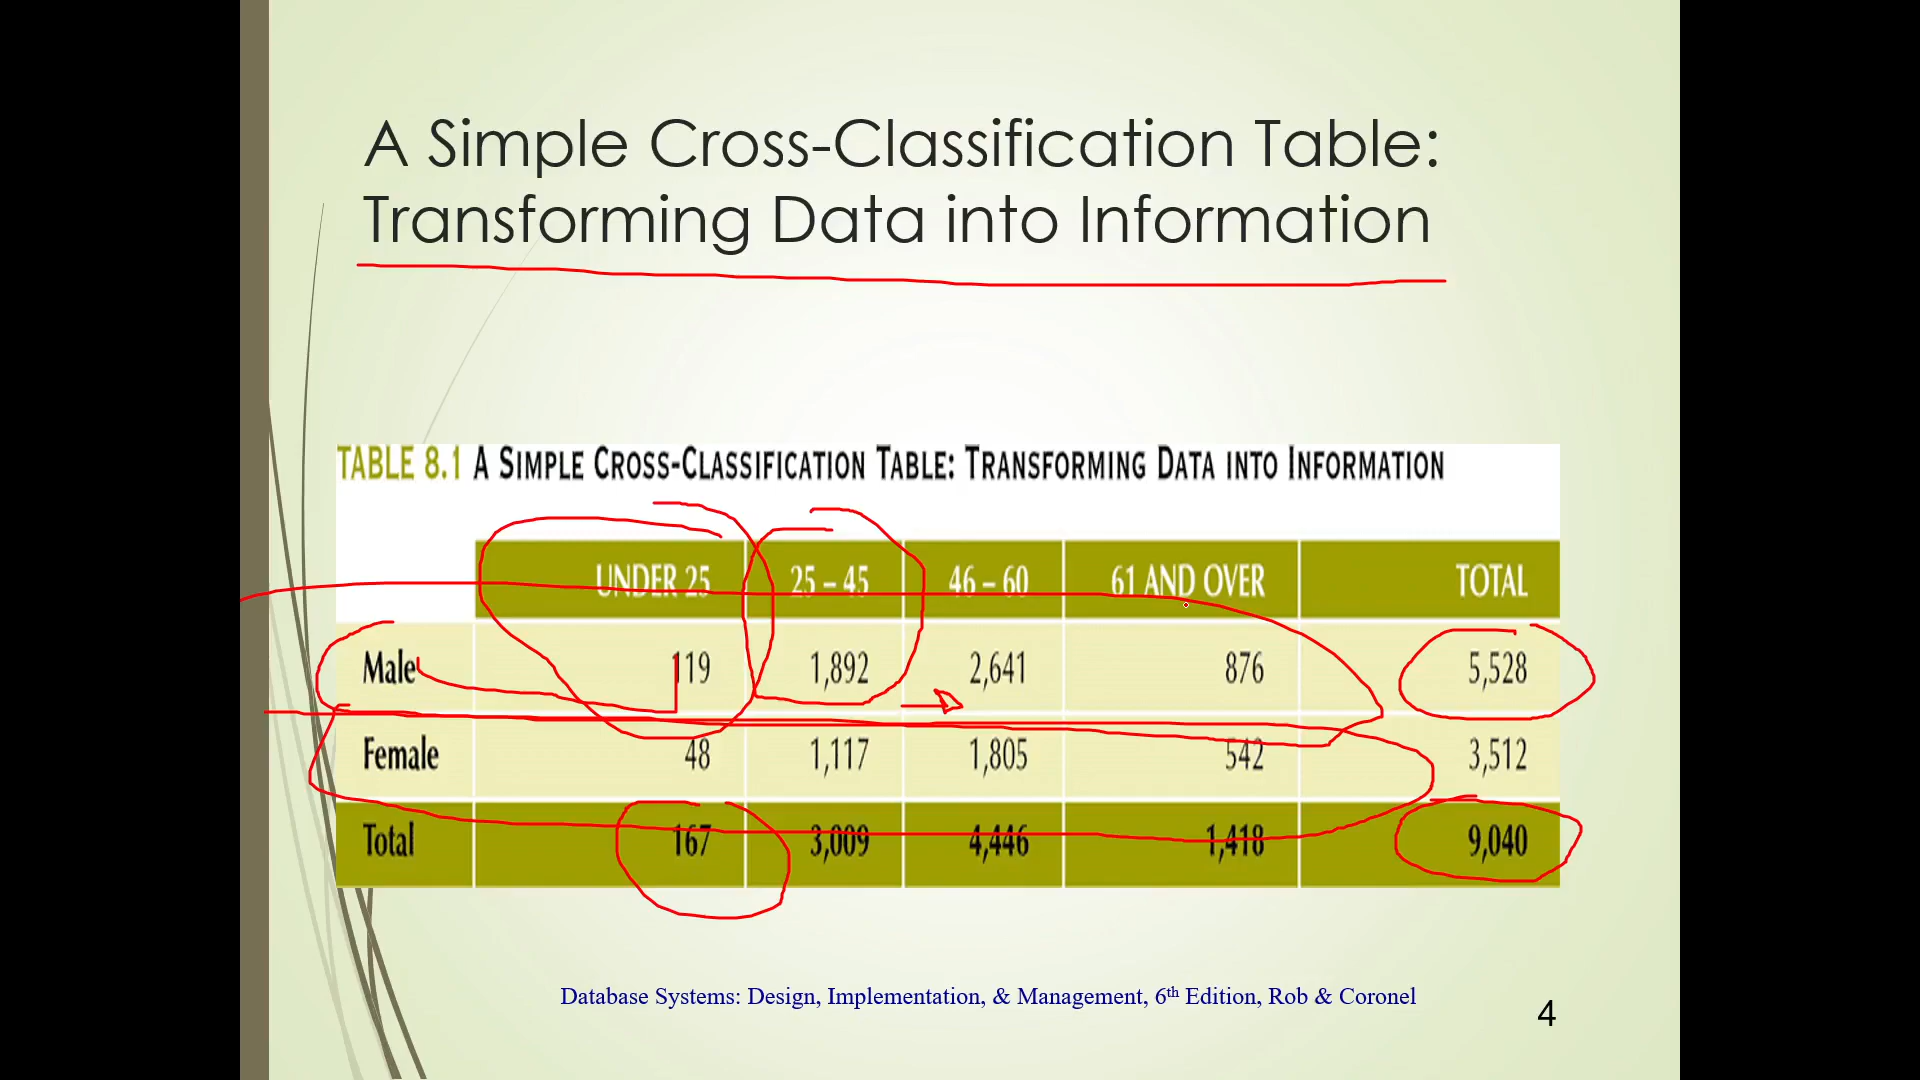 A Simple Cross-Classification Table:
Transforming Data into Information
TABLE 8.1 A SIMPLE CROSS-CLASSIFICATION TABLE: TRANSFORMING DATA INTO INFORMATION
UNDER 25 25 – 45 46 – 60 61 AND OVER TOTAL
Male 119 1,892 2,641 876 5,528
Female 48 1,117 1,805 542 3,512
Total 167 3,009 4,446 1,418 9,040
Database Systems: Design, Implementation, & Management, 6th Edition, Rob & Coronel
4